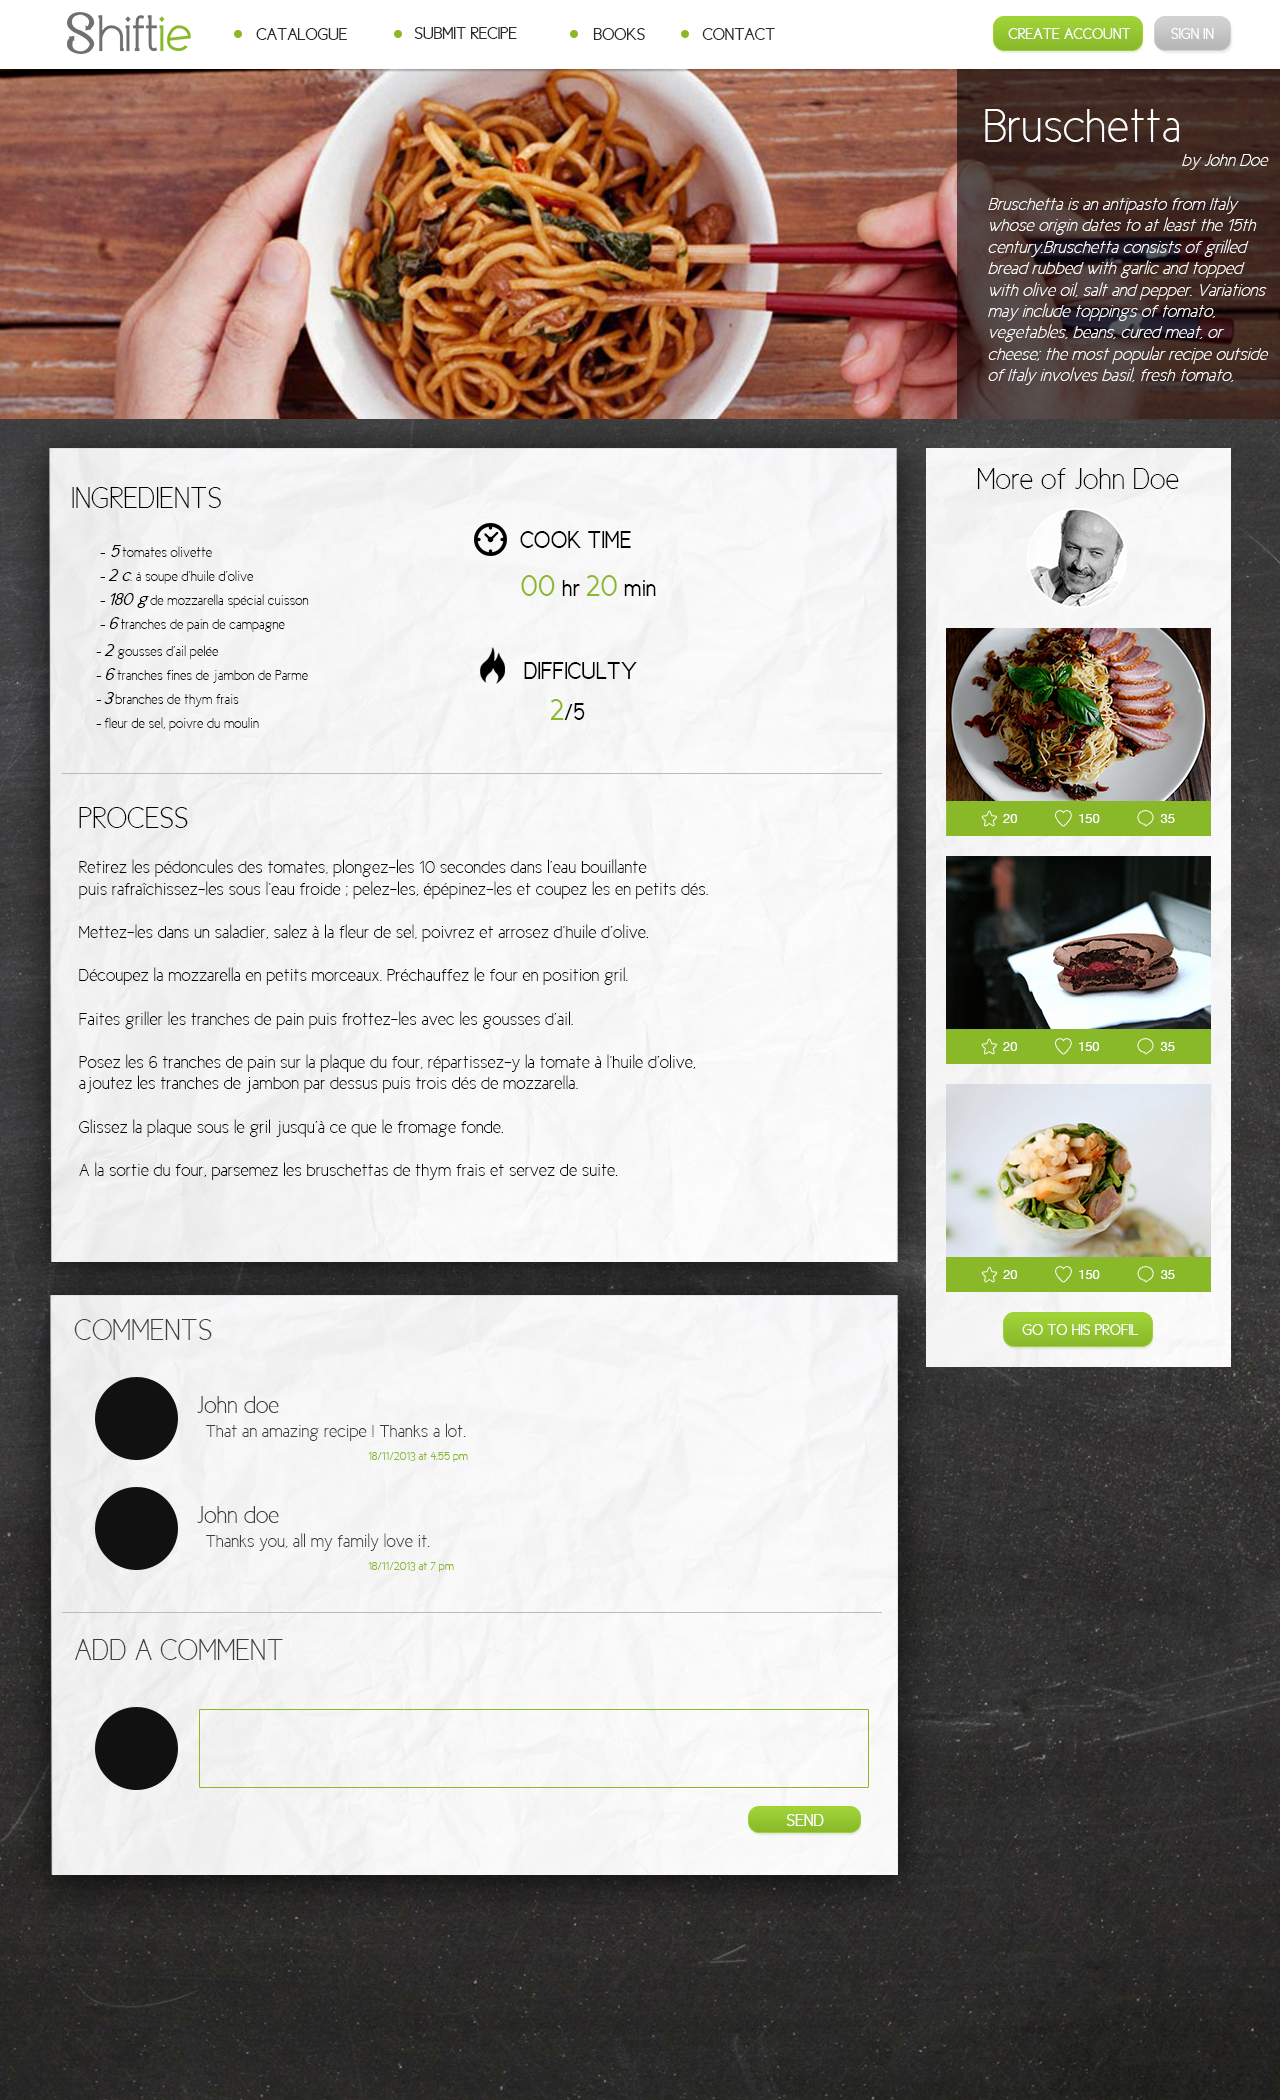 Shiftie
CATALOGUE
SUBMIT RECIPE
BOOKS
CONTACT
CREATE ACCOUNT
SIGN IN
Bruschetta
by John Doe
Bruschetta is an antipasto from Italy
whose origin dates to at least the 15th
century.Bruschetta consists of grilled
bread rubbed with garlic and topped
with olive oil, salt and pepper. Variations
may include toppings of tomato,
vegetables, beans, cured meat, or
cheese; the most popular recipe outside
of Italy involves basil, fresh tomato,
INGREDIENTS
- 5 tomates olivette
- 2 c. à soupe d'huile d'olive
- 180 g de mozzarella spécial cuisson
- 6 tranches de pain de campagne
- 2 gousses d'ail pelée
- 6 tranches fines de jambon de Parme
- 3 branches de thym frais
- fleur de sel, poivre du moulin
COOK TIME
00 hr 20 min
DIFFICULTY
2/5
PROCESS
Retirez les pédoncules des tomates, plongez-les 10 secondes dans l'eau bouillante
puis rafraîchissez-les sous l'eau froide ; pelez-les, épépinez-les et coupez les en petits dés.
Mettez-les dans un saladier, salez à la fleur de sel, poivrez et arrosez d'huile d'olive.
Découpez la mozzarella en petits morceaux. Préchauffez le four en position gril.
Faites griller les tranches de pain puis frottez-les avec les gousses d'ail.
Posez les 6 tranches de pain sur la plaque du four, répartissez-y la tomate à l'huile d'olive,
ajoutez les tranches de jambon par dessus puis trois dés de mozzarella.
Glissez la plaque sous le gril jusqu'à ce que le fromage fonde.
A la sortie du four, parsemez les bruschettas de thym frais et servez de suite.
More of John Doe
20 150 35
20 150 35
20 150 35
GO TO HIS PROFIL
COMMENTS
John doe
That an amazing recipe ! Thanks a lot.
18/11/2013 at 4:55 pm
John doe
Thanks you, all my family love it.
18/11/2013 at 7 pm
ADD A COMMENT
SEND